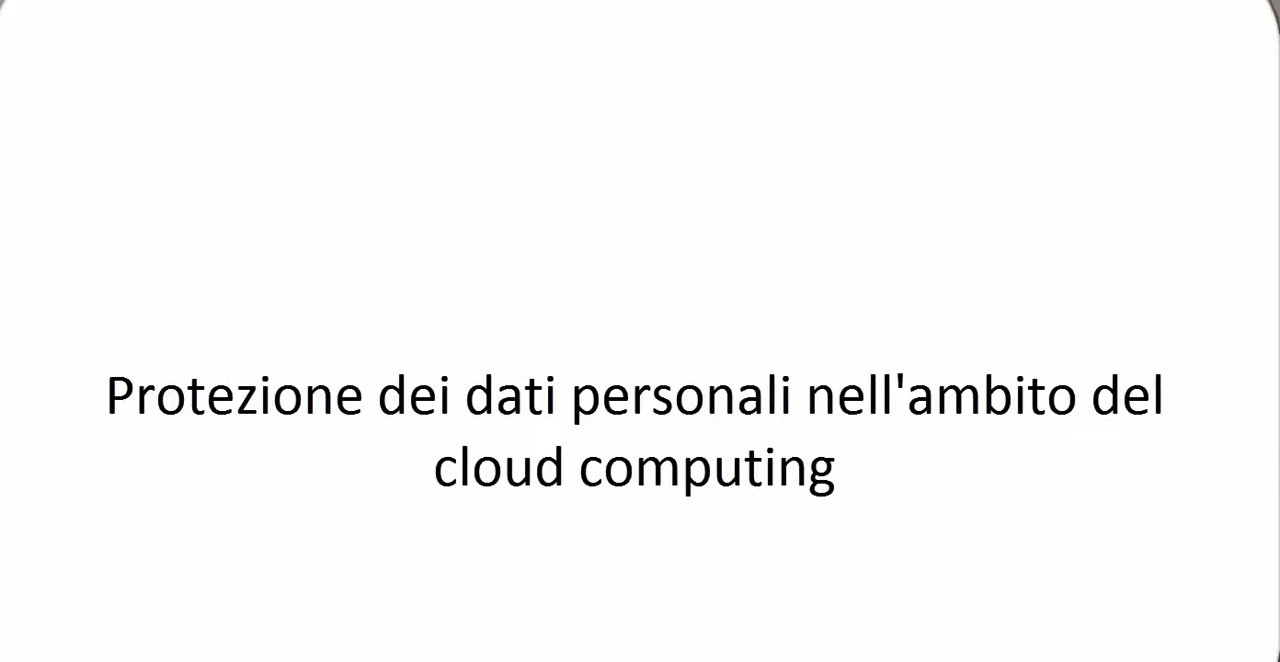 Protezione dei dati personali nell'ambito del
cloud computing